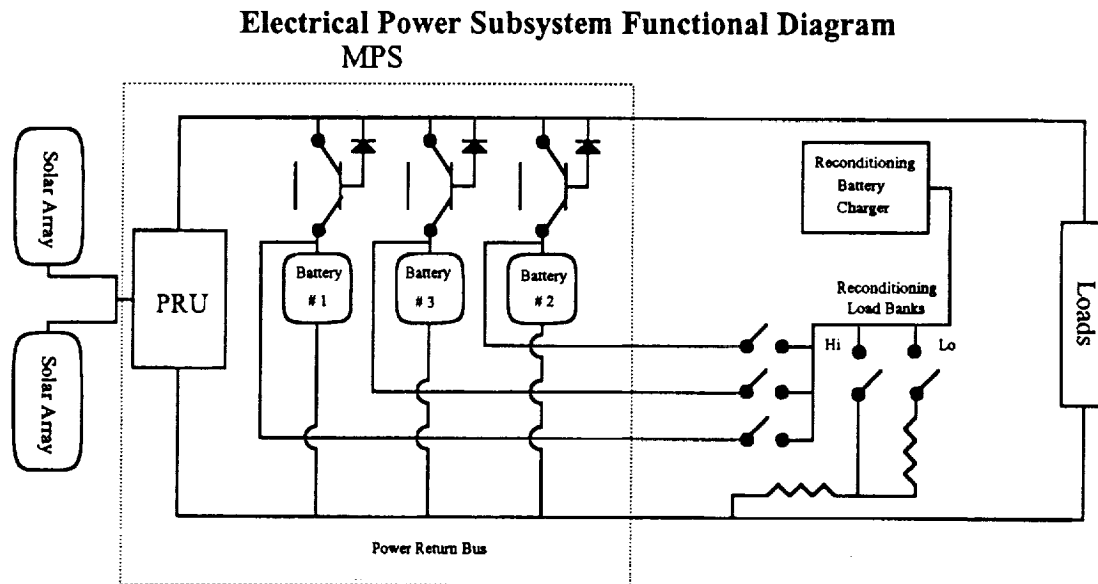 Electrical Power Subsystem Functional Diagram
MPS
Solar Array
Solar Array
PRU
Battery
# 1
Battery
# 3
Battery
# 2
Reconditioning
Battery
Charger
Reconditioning
Load Banks
Hi
Lo
Loads
Power Return Bus